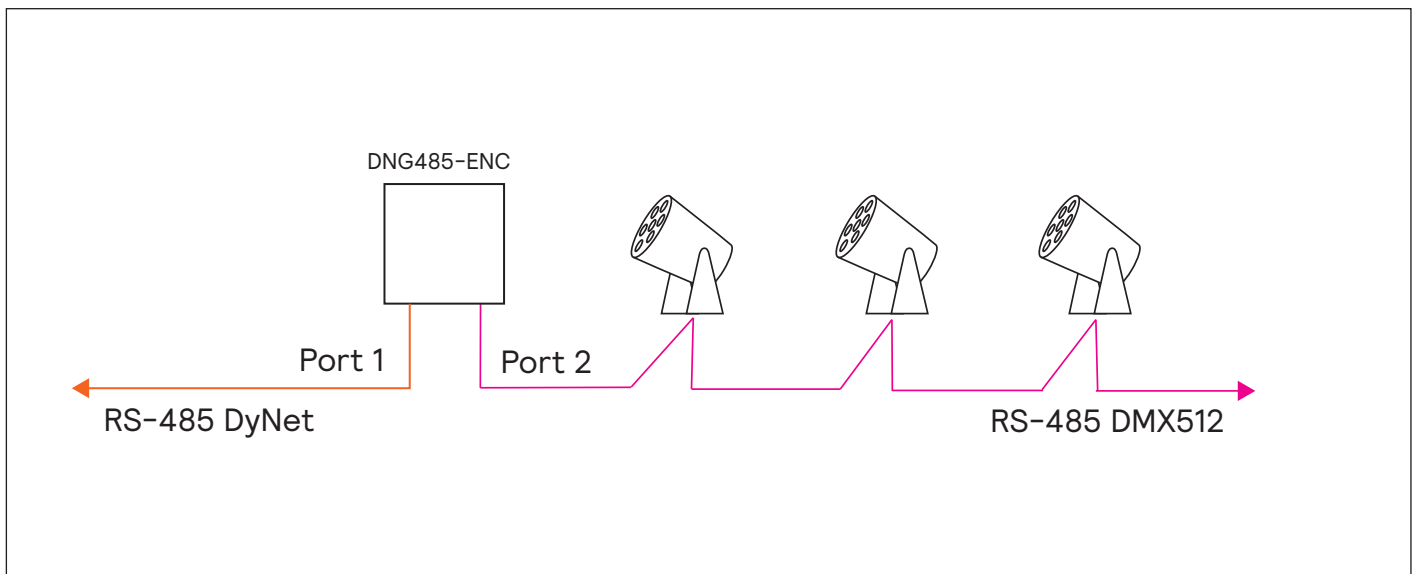 DNG485-ENC
Port 1
Port 2
RS-485 DyNet
RS-485 DMX512